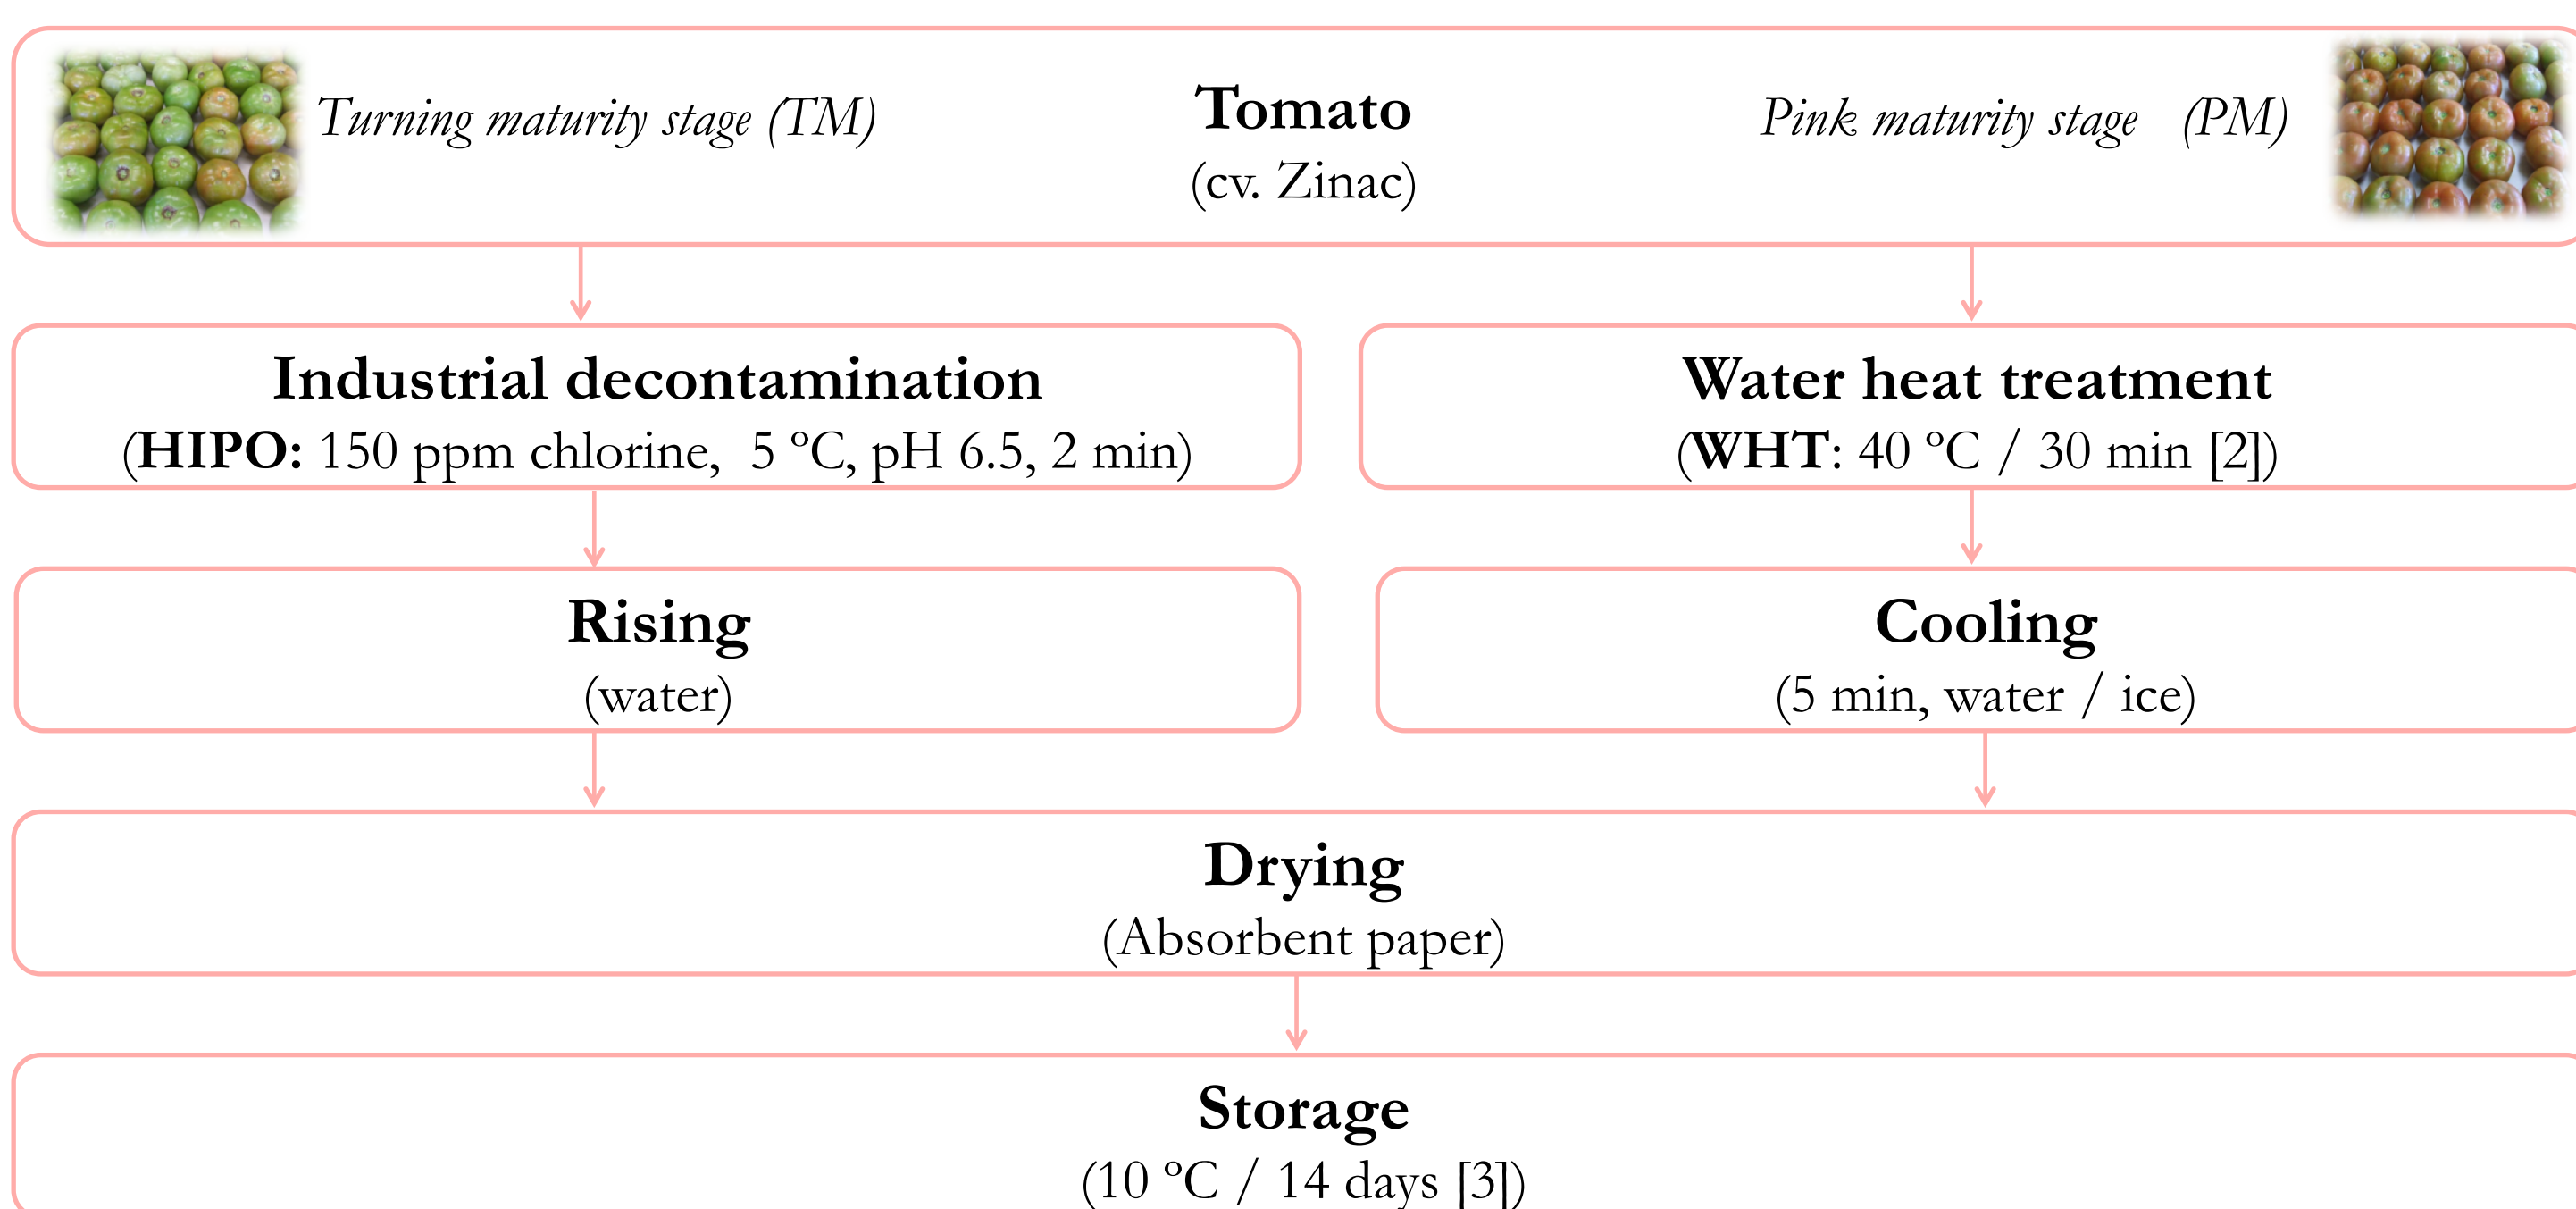 Turning maturity stage (TM)
Tomato
(cv. Zinac)
Pink maturity stage (PM)
Industrial decontamination
(HIPO: 150 ppm chlorine, 5 ºC, pH 6.5, 2 min)
Water heat treatment
(WHT: 40 ºC / 30 min [2])
Rising
(water)
Cooling
(5 min, water / ice)
Drying
(Absorbent paper)
Storage
(10 ºC / 14 days [3])